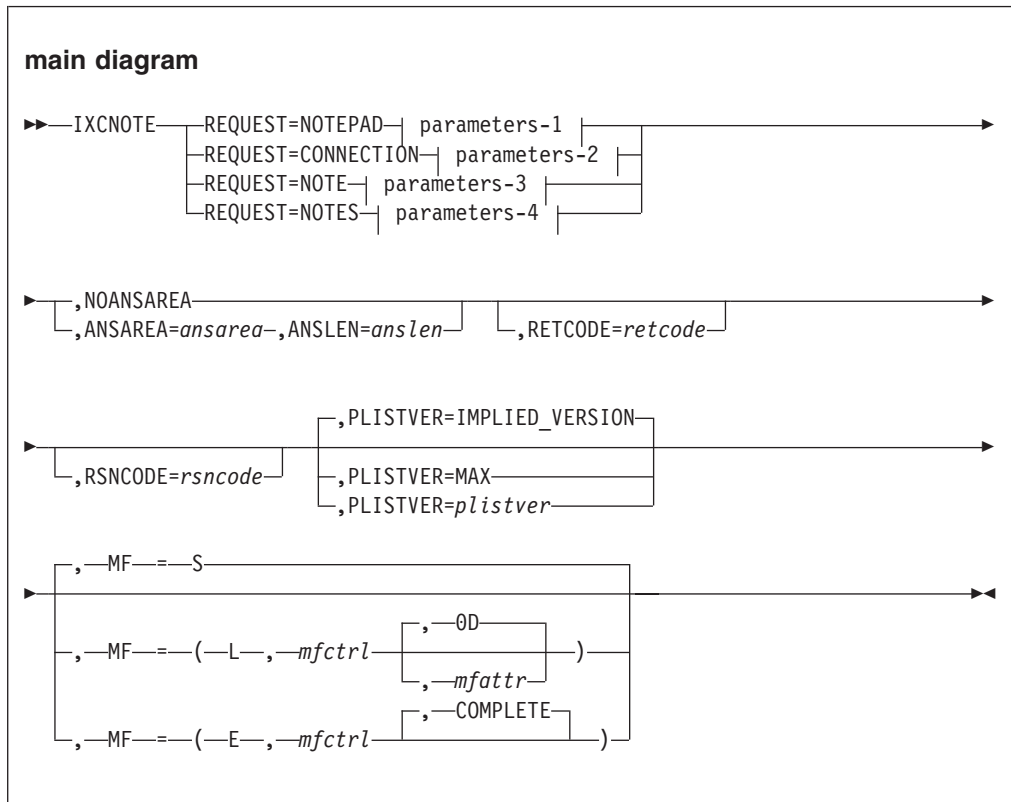 main diagram
IXCNOTE REQUEST=NOTEPAD parameters-1
REQUEST=CONNECTION parameters-2
REQUEST=NOTE parameters-3
REQUEST=NOTES parameters-4
,NOANSAREA
,ANSAREA=ansarea ,ANSLEN=anslen ,RETCODE=retcode
,PLISTVER=IMPLIED_VERSION
,RSNCODE=rsncode ,PLISTVER=MAX
,PLISTVER=plistver
, MF = S
, 0D
, MF = ( L , mfctrl )
, mfattr
, COMPLETE
, MF = ( E , mfctrl )